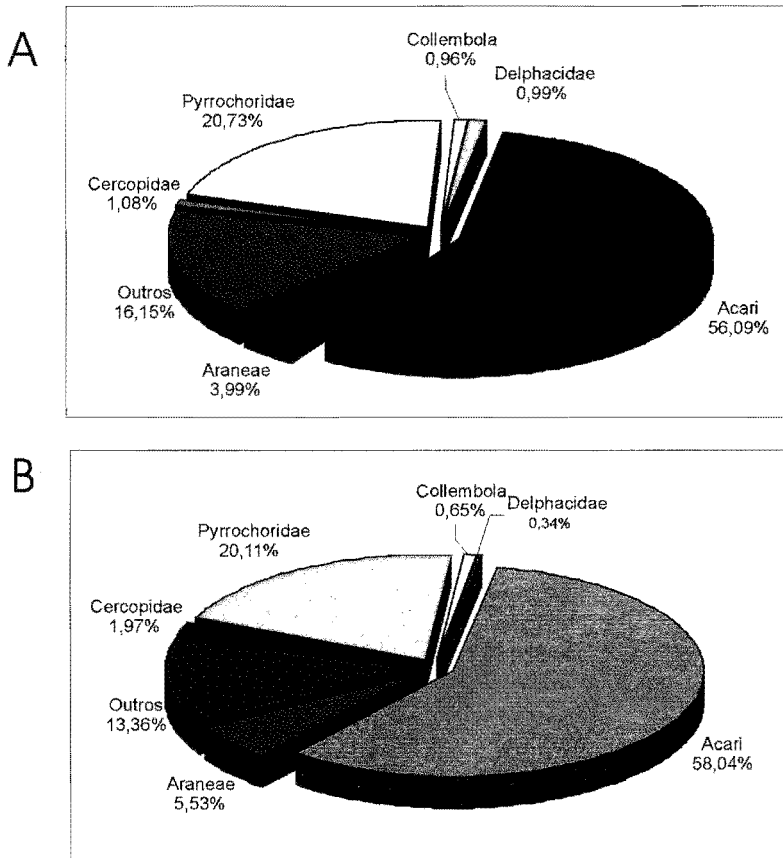 A
Collembola
0,96%
Delphacidae
0,99%
Pyrrochoridae
20,73%
Cercopidae
1,08%
Outros
16,15%
Araneae
3,99%
Acari
56,09%
B
Collembola
0,65%
Delphacidae
0,34%
Pyrrochoridae
20,11%
Cercopidae
1,97%
Outros
13,36%
Araneae
5,53%
Acari
58,04%